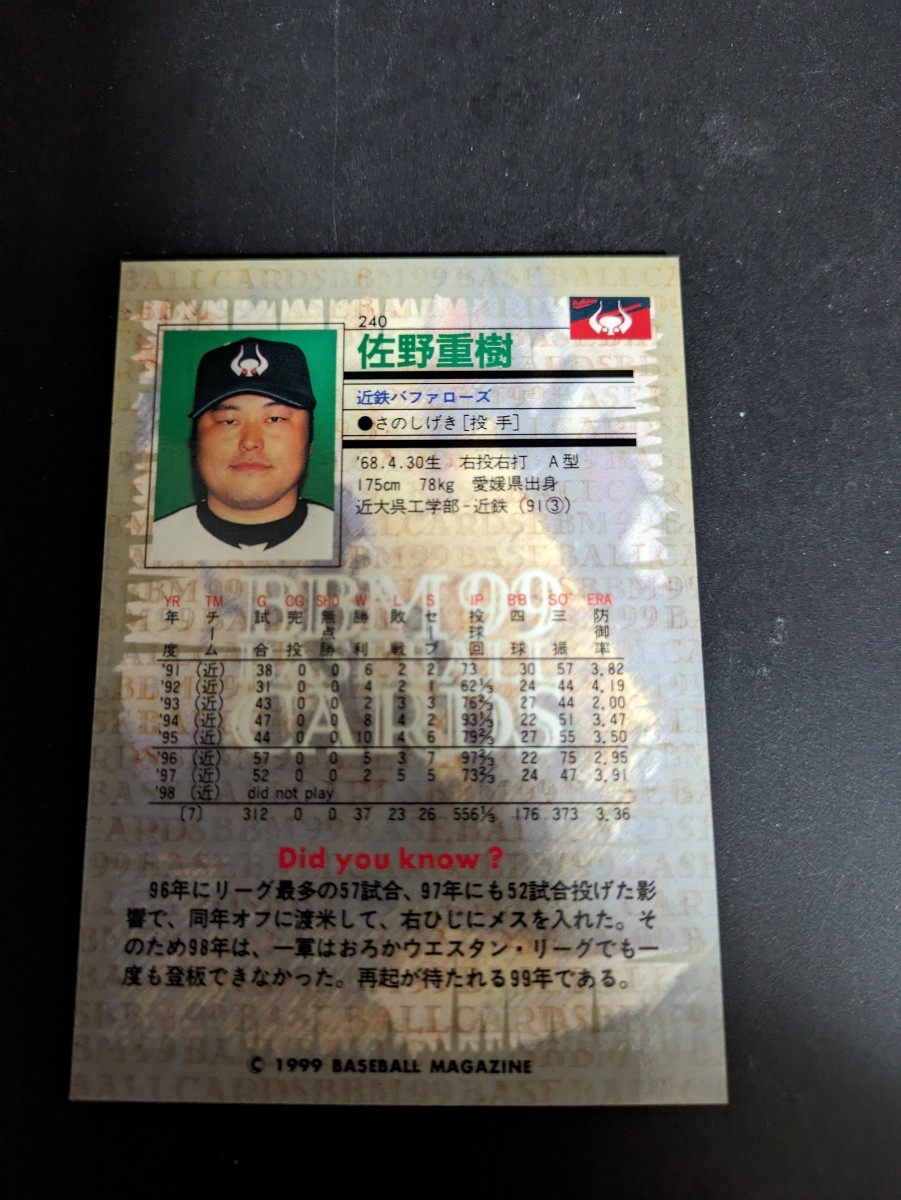 240
佐野重樹
近鉄バファローズ
●さのしげき[投 手]
'68.4.30生 右投右打 A型
175cm 78kg 愛媛県出身
近大呉工学部-近鉄 (91③)
BBM99
CARDS
YR TM G CG SHO W L S IP BB SO ERA
年度 チーム 試合 完投 無点勝 勝利 敗戦 セーブ 投球回 四球 三振 防御率
'91 (近) 38 0 0 6 2 2 73 30 57 3.82
'92 (近) 31 0 0 4 2 1 62⅓ 24 44 4.19
'93 (近) 43 0 0 2 3 3 76⅔ 27 44 2.00
'94 (近) 47 0 0 8 4 2 93⅓ 22 51 3.47
'95 (近) 44 0 0 10 4 6 79⅔ 27 55 3.50
'96 (近) 57 0 0 5 3 7 97⅔ 22 75 2.95
'97 (近) 52 0 0 2 5 5 73⅔ 24 47 3.91
'98 (近) did not play
(7) 312 0 0 37 23 26 556⅓ 176 373 3.36
Did you know?
96年にリーグ最多の57試合、97年にも52試合投げた影
響で、同年オフに渡米して、右ひじにメスを入れた。そ
のため98年は、一軍はおろかウエスタン・リーグでも一
度も登板できなかった。再起が待たれる99年である。
© 1999 BASEBALL MAGAZINE